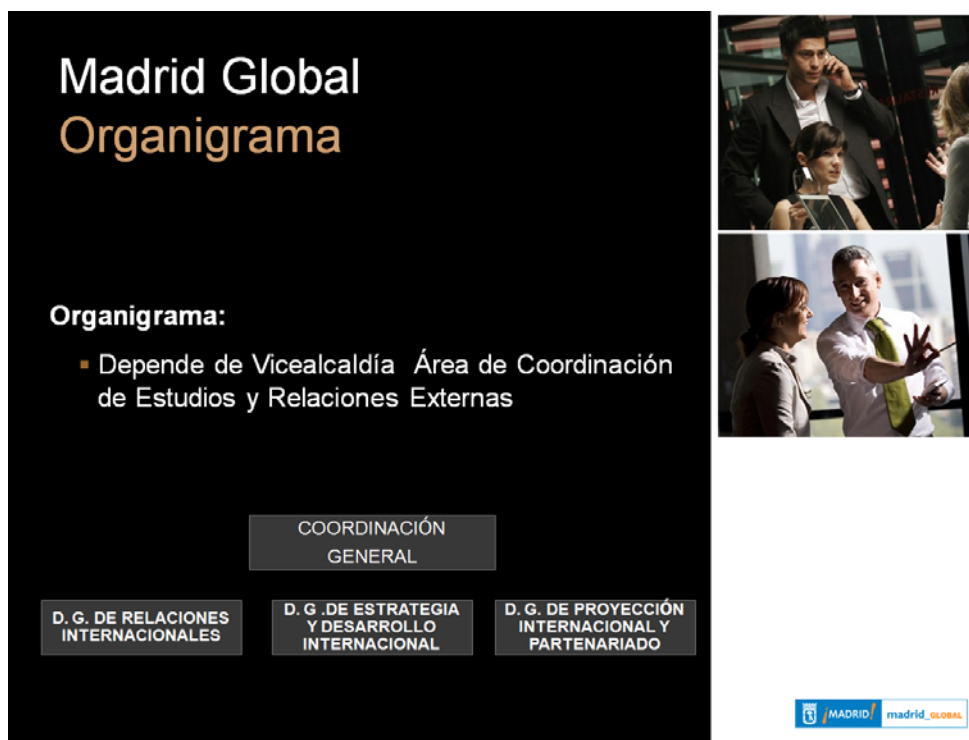 Madrid Global
Organigrama
Organigrama:
▪ Depende de Vicealcaldía Área de Coordinación
de Estudios y Relaciones Externas
COORDINACIÓN
GENERAL
D. G. DE RELACIONES
INTERNACIONALES
D. G .DE ESTRATEGIA
Y DESARROLLO
INTERNACIONAL
D. G. DE PROYECCIÓN
INTERNACIONAL Y
PARTENARIADO
¡MADRID!
madrid_GLOBAL